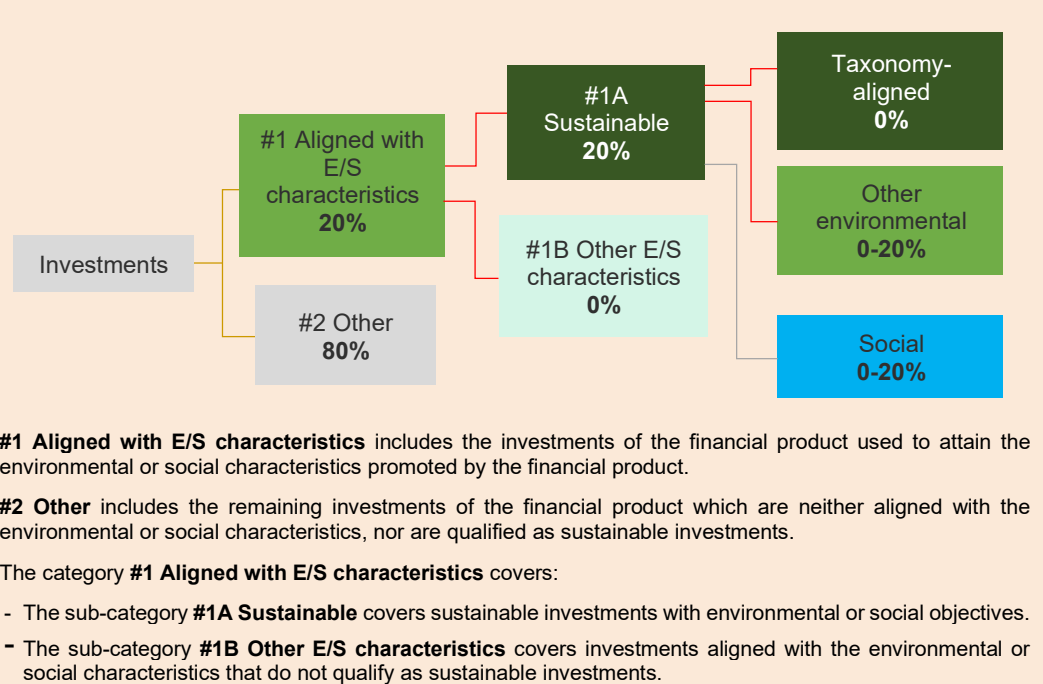 Taxonomy-
aligned
0%
#1A
Sustainable
20%
#1 Aligned with
E/S
characteristics
20%
Other
environmental
0-20%
#1B Other E/S
characteristics
0%
Investments
#2 Other
80%
Social
0-20%
#1 Aligned with E/S characteristics includes the investments of the financial product used to attain the
environmental or social characteristics promoted by the financial product.
#2 Other includes the remaining investments of the financial product which are neither aligned with the
environmental or social characteristics, nor are qualified as sustainable investments.
The category #1 Aligned with E/S characteristics covers:
- The sub-category #1A Sustainable covers sustainable investments with environmental or social objectives.
- The sub-category #1B Other E/S characteristics covers investments aligned with the environmental or
social characteristics that do not qualify as sustainable investments.